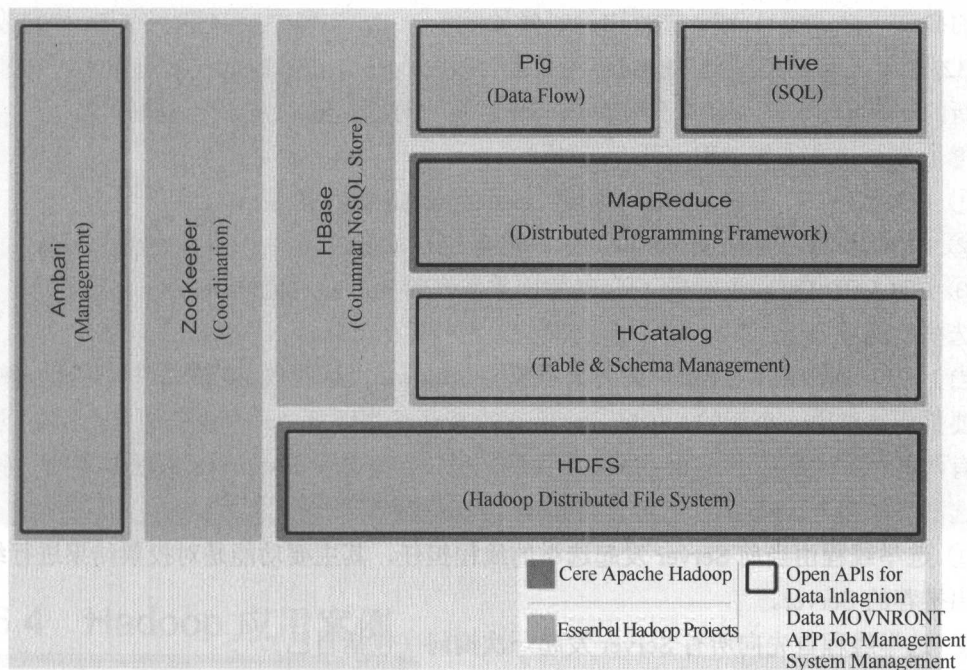 Ambari
(Management)
ZooKeeper
(Coordination)
HBase
(Columnar NoSQL Store)
Pig
(Data Flow)
Hive
(SQL)
MapReduce
(Distributed Programming Framework)
HCatalog
(Table & Schema Management)
HDFS
(Hadoop Distributed File System)
Cere Apache Hadoop
Essenbal Hadoop Proiects
Open APIs for
Data lnlagnion
Data MOVNRONT
APP Job Management
System Management